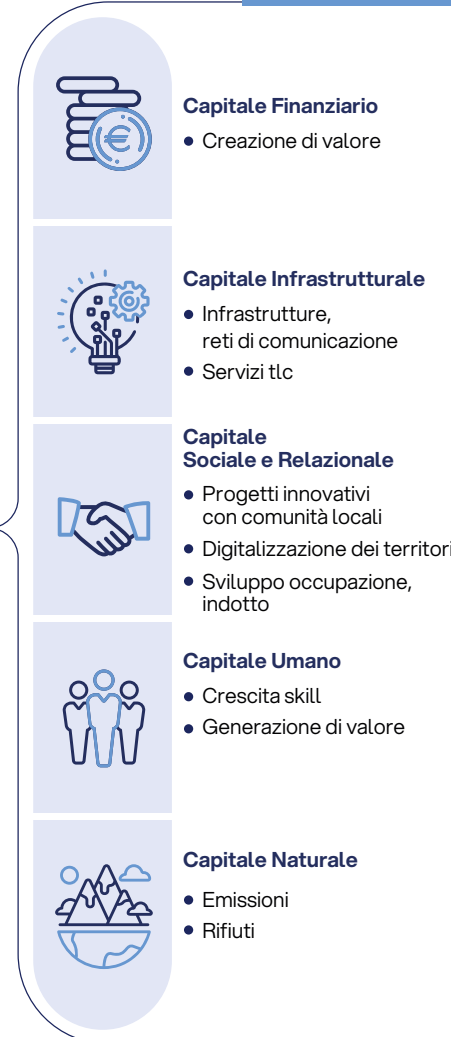 Capitale Finanziario
• Creazione di valore
Capitale Infrastrutturale
• Infrastrutture,
reti di comunicazione
• Servizi tlc
Capitale
Sociale e Relazionale
• Progetti innovativi
con comunità locali
• Digitalizzazione dei territori
• Sviluppo occupazione,
indotto
Capitale Umano
• Crescita skill
• Generazione di valore
Capitale Naturale
• Emissioni
• Rifiuti